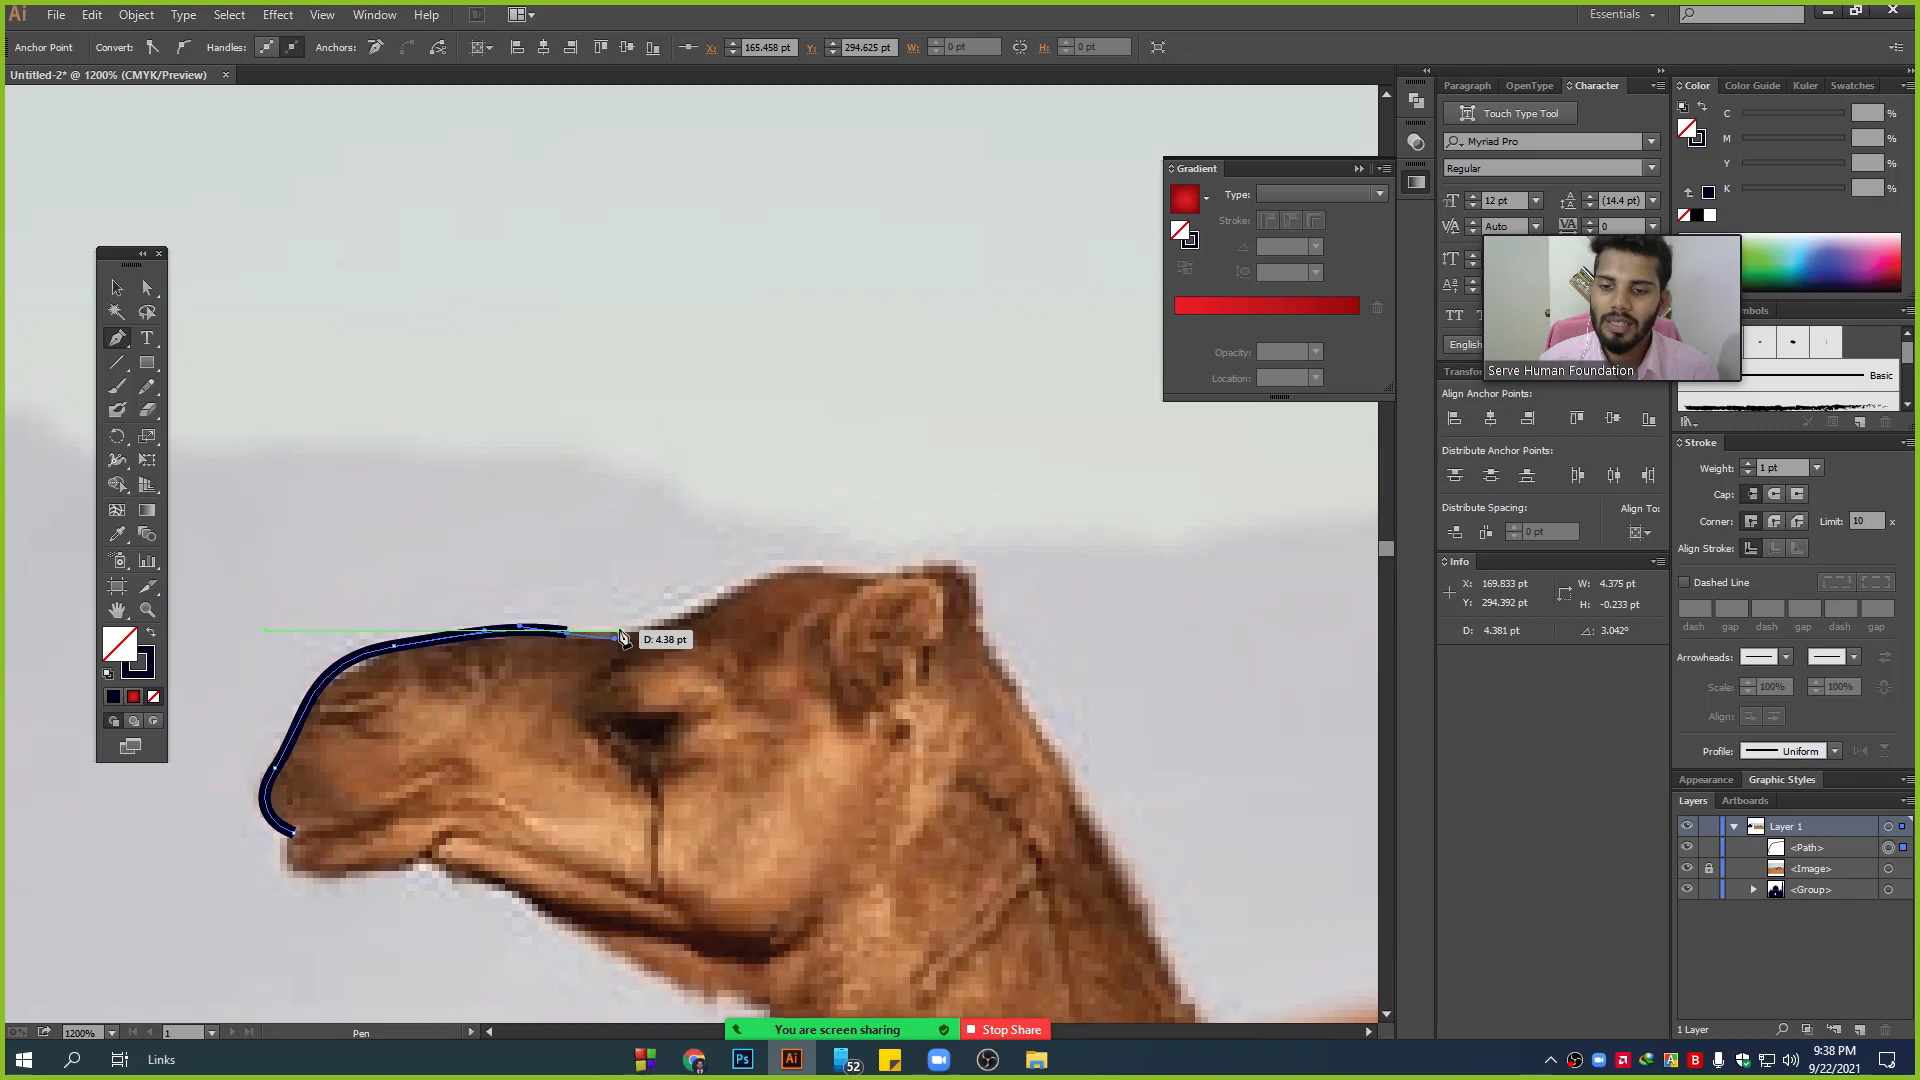 Ai File Edit Object Type Select Effect View Window Help Br Essentials
Anchor Point Convert: Handles: Anchors: X: 165.458 pt Y: 294.625 pt W: 0 pt H: 0 pt
Untitled-2* @ 1200% (CMYK/Preview) ×
Paragraph OpenType Character
Touch Type Tool
Myriad Pro
Regular
12 pt (14.4 pt)
Auto 0
English
Color Color Guide Kuler Swatches
C %
M %
Y %
K %
Gradient
Type:
Stroke:
Opacity:
Location:
Serve Human Foundation
mbols
Basic
Transf
Align Anchor Points:
Distribute Anchor Points:
Distribute Spacing: Align To:
0 pt
Info
X: 169.833 pt W: 4.375 pt
Y: 294.392 pt H: -0.233 pt
D: 4.381 pt 3.042°
Stroke
Weight: 1 pt
Cap:
Corner: Limit: 10 x
Align Stroke:
Dashed Line
dash gap dash gap dash gap
Arrowheads:
Scale: 100% 100%
Align:
Profile: Uniform
Appearance Graphic Styles
Layers Artboards
Layer 1
<Path>
<Image>
<Group>
1 Layer
D: 4.38 pt
1200% 1 Pen
You are screen sharing Stop Share
Links
Ps Ai 52
9:38 PM
9/22/2021